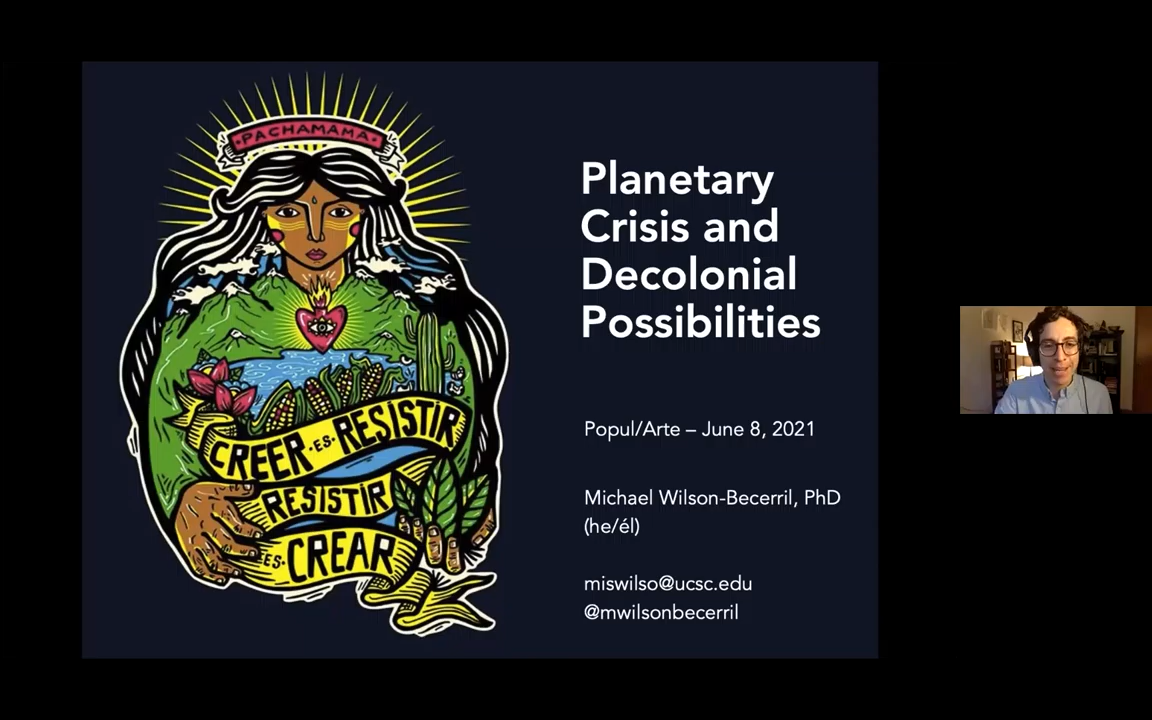 ·PACHAMAMA·
CREER ·ES· RESISTIR
RESISTIR
·ES· CREAR
Planetary
Crisis and
Decolonial
Possibilities
Popul/Arte – June 8, 2021
Michael Wilson-Becerril, PhD
(he/él)
miswilso@ucsc.edu
@mwilsonbecerril